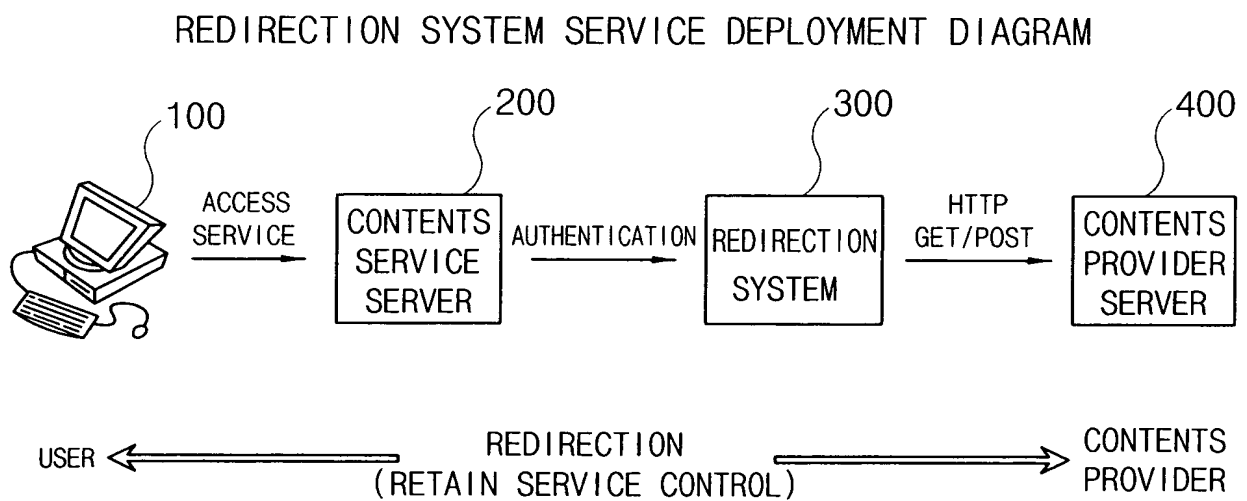 REDIRECTION SYSTEM SERVICE DEPLOYMENT DIAGRAM
100
200
300
400
ACCESS
SERVICE
CONTENTS
SERVICE
SERVER
AUTHENTICATION
REDIRECTION
SYSTEM
HTTP
GET/POST
CONTENTS
PROVIDER
SERVER
USER
REDIRECTION
(RETAIN SERVICE CONTROL)
CONTENTS
PROVIDER